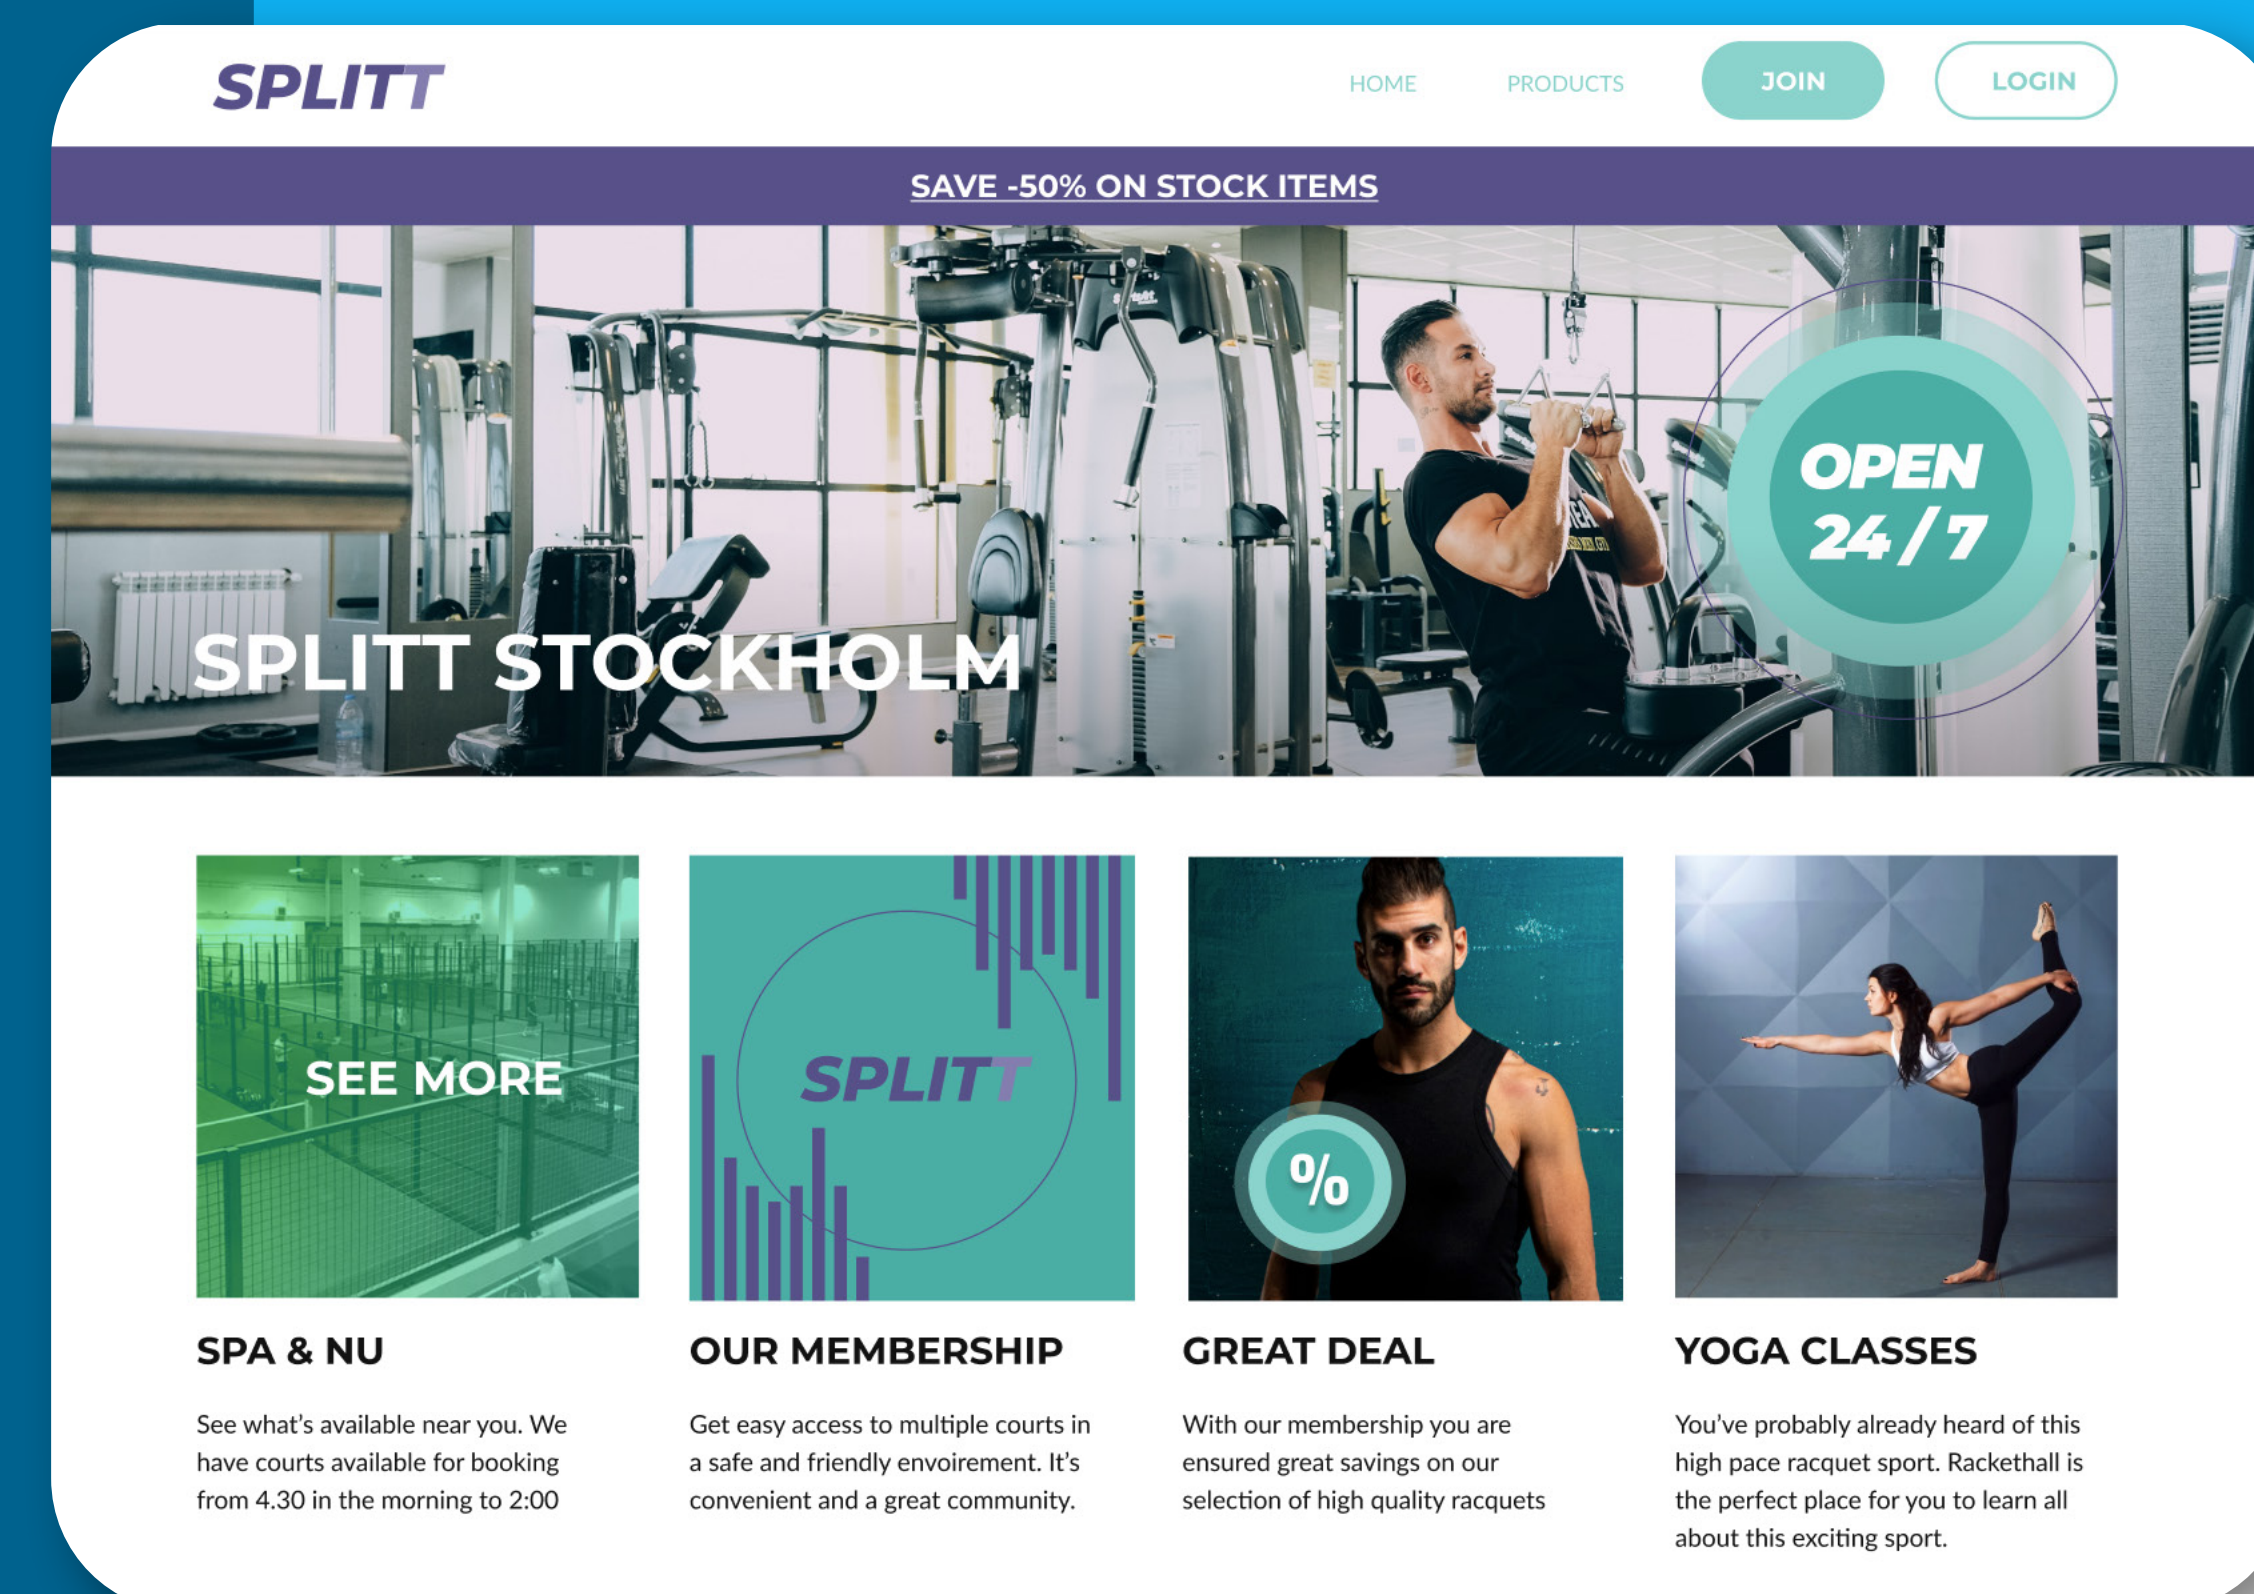 SPLITT
HOME PRODUCTS JOIN LOGIN
SAVE -50% ON STOCK ITEMS
OPEN
24/7
SPLITT STOCKHOLM
SEE MORE
SPLITT
%
SPA & NU
See what's available near you. We
have courts available for booking
from 4.30 in the morning to 2:00
OUR MEMBERSHIP
Get easy access to multiple courts in
a safe and friendly envoirement. It's
convenient and a great community.
GREAT DEAL
With our membership you are
ensured great savings on our
selection of high quality racquets
YOGA CLASSES
You've probably already heard of this
high pace racquet sport. Rackethall is
the perfect place for you to learn all
about this exciting sport.